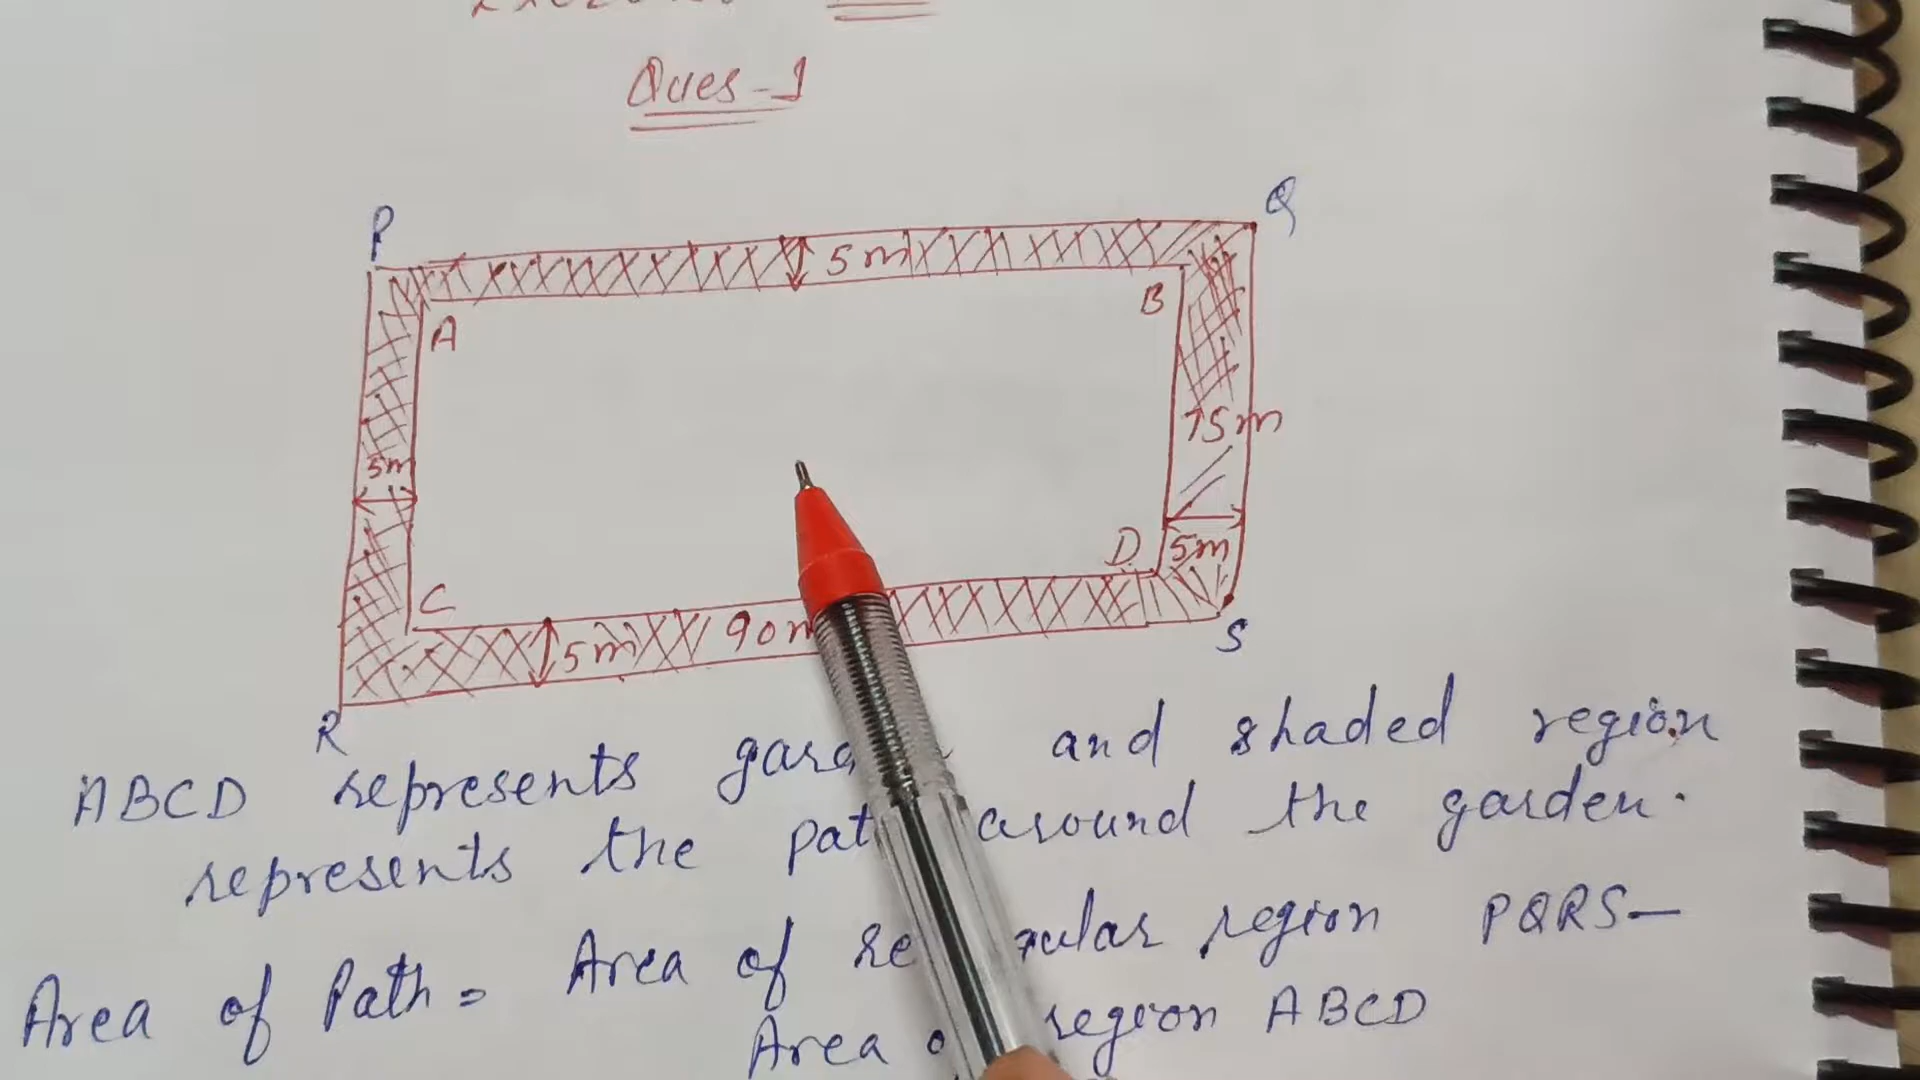 Ques-1
P
Q
5m
A
B
75m
5m
D
5m
C
5m 90m
S
R
ABCD represents and shaded region
represents the around the garden.
Area of Path = Area of region PQRS-
Area region ABCD